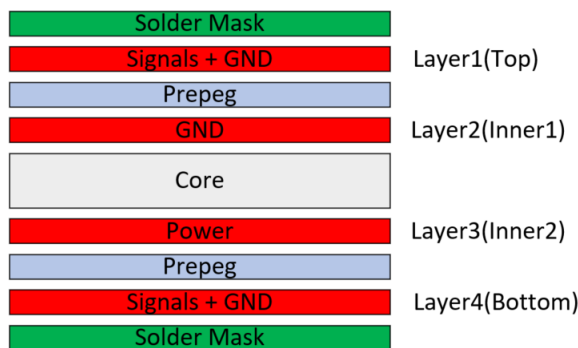 Solder Mask
Signals + GND Layer1(Top)
Prepeg
GND Layer2(Inner1)
Core
Power Layer3(Inner2)
Prepeg
Signals + GND Layer4(Bottom)
Solder Mask